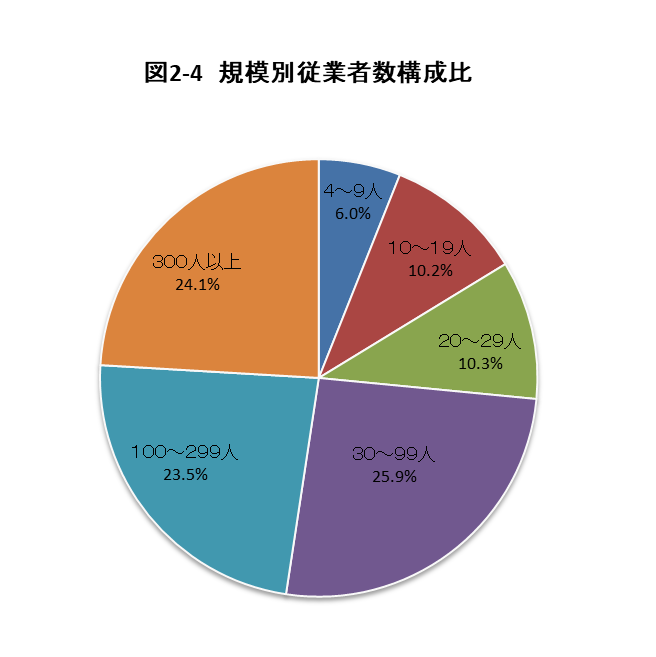 図2-4 規模別従業者数構成比
4～9人
6.0%
10～19人
10.2%
20～29人
10.3%
30～99人
25.9%
100～299人
23.5%
300人以上
24.1%